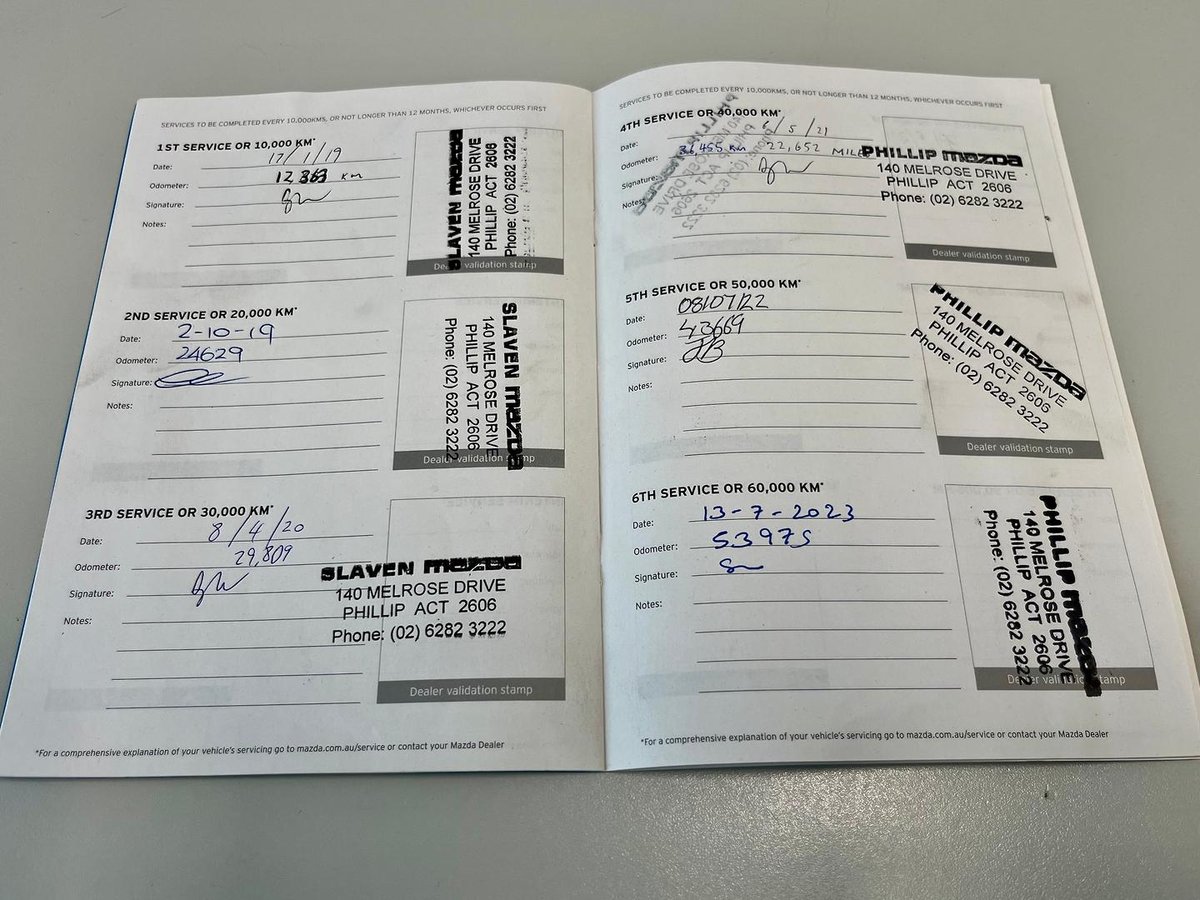 SERVICES TO BE COMPLETED EVERY 10,000KMS, OR NOT LONGER THAN 12 MONTHS, WHICHEVER OCCURS FIRST
1ST SERVICE OR 10,000 KM*
Date: 17/1/19
Odometer: 12 363 km
Signature:
Notes:
SLAVEN mazda
140 MELROSE DRIVE
PHILLIP ACT 2606
Phone: (02) 6282 3222
Dealer validation stamp
2ND SERVICE OR 20,000 KM*
Date: 2-10-19
Odometer: 24629
Signature:
Notes:
SLAVEN mazda
140 MELROSE DRIVE
PHILLIP ACT 2606
Phone: (02) 6282 3222
Dealer validation stamp
3RD SERVICE OR 30,000 KM*
Date: 8/4/20
Odometer: 29,809
Signature:
Notes:
SLAVEN mazda
140 MELROSE DRIVE
PHILLIP ACT 2606
Phone: (02) 6282 3222
Dealer validation stamp
*For a comprehensive explanation of your vehicle's servicing go to mazda.com.au/service or contact your Mazda Dealer
SERVICES TO BE COMPLETED EVERY 10,000KMS, OR NOT LONGER THAN 12 MONTHS, WHICHEVER OCCURS FIRST
4TH SERVICE OR 40,000 KM*
Date: 6/5/21
Odometer: 36,455 km 22,652 MILES
Signature:
Notes:
PHILLIP mazda
140 MELROSE DRIVE
PHILLIP ACT 2606
Phone: (02) 6282 3222
Dealer validation stamp
5TH SERVICE OR 50,000 KM*
Date: 08/07/22
Odometer: 43669
Signature: JB
Notes:
PHILLIP mazda
140 MELROSE DRIVE
PHILLIP ACT 2606
Phone: (02) 6282 3222
Dealer validation stamp
6TH SERVICE OR 60,000 KM*
Date: 13-7-2023
Odometer: 53975
Signature:
Notes:
PHILLIP mazda
140 MELROSE DRIVE
PHILLIP ACT 2606
Phone: (02) 6282 3222
Dealer validation stamp
*For a comprehensive explanation of your vehicle's servicing go to mazda.com.au/service or contact your Mazda Dealer